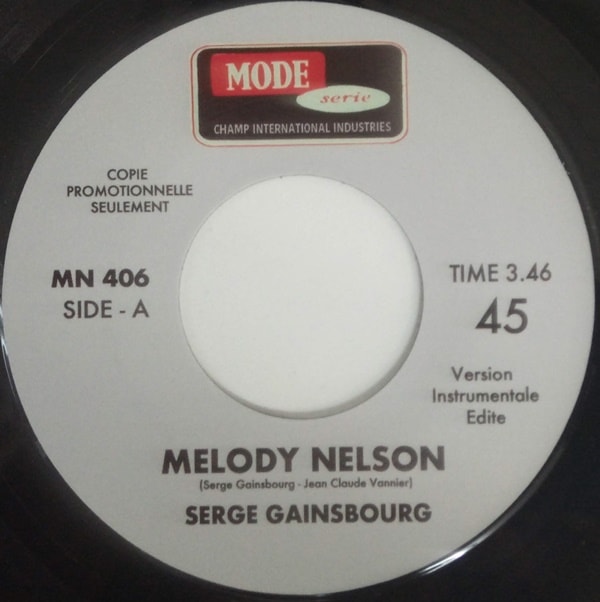 MODE
serie
CHAMP INTERNATIONAL INDUSTRIES
COPIE
PROMOTIONNELLE
SEULEMENT
MN 406
SIDE - A
TIME 3.46
45
Version
Instrumentale
Edite
MELODY NELSON
(Serge Gainsbourg - Jean Claude Vannier)
SERGE GAINSBOURG